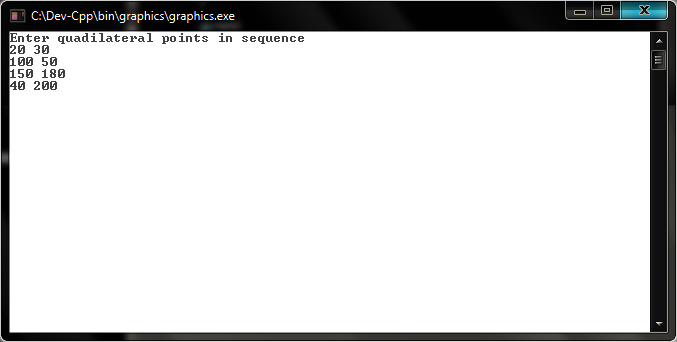 C:\Dev-Cpp\bin\graphics\graphics.exe
Enter quadilateral points in sequence
20 30
100 50
150 180
40 200